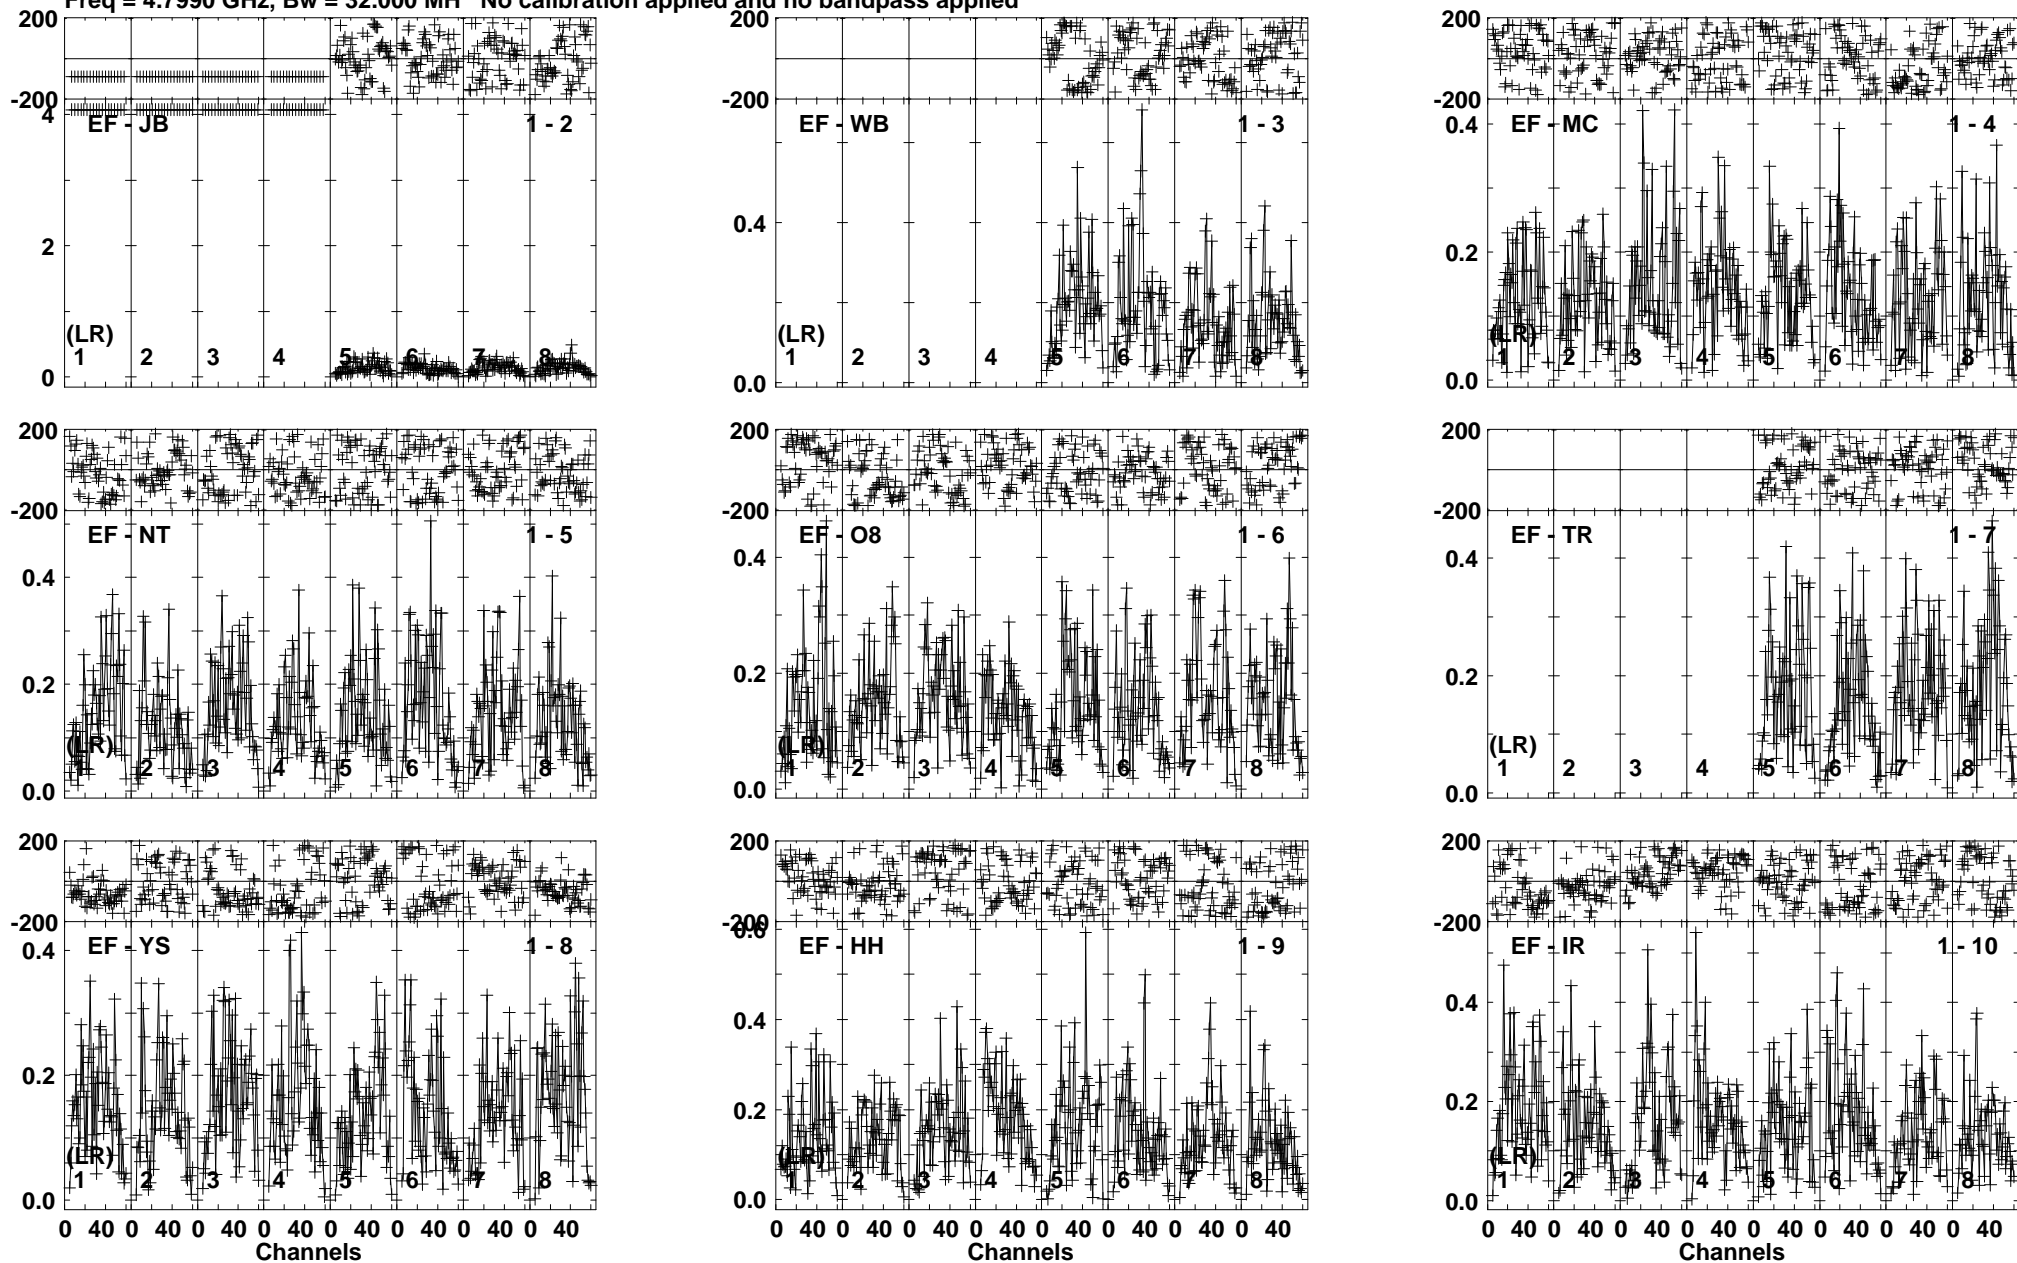 Freq = 4.7990 GHz, Bw = 32.000 MH No calibration applied and no bandpass applied
200
-200
EF - JB 1 - 2
4
2
0
(LR)
1 2 3 4 5 6 7 8
200
-200
EF - WB 1 - 3
0.4
0.0
(LR)
1 2 3 4 5 6 7 8
200
-200
EF - MC 1 - 4
0.4
0.2
0.0
(LR)
1 2 3 4 5 6 7 8
200
-200
EF - NT 1 - 5
0.4
0.2
0.0
(LR)
1 2 3 4 5 6 7 8
200
-200
EF - O8 1 - 6
0.4
0.2
0.0
(LR)
1 2 3 4 5 6 7 8
200
-200
EF - TR 1 - 7
0.4
0.2
0.0
(LR)
1 2 3 4 5 6 7 8
200
-200
EF - YS 1 - 8
0.4
0.2
0.0
(LR)
1 2 3 4 5 6 7 8
0 40 0 40 0 40 0 40 0 40 0 40 0 40 0 40
Channels
200
-200
0.6
EF - HH 1 - 9
0.4
0.2
0.0
(LR)
1 2 3 4 5 6 7 8
0 40 0 40 0 40 0 40 0 40 0 40 0 40 0 40
Channels
200
-200
EF - IR 1 - 10
0.4
0.2
0.0
(LR)
1 2 3 4 5 6 7 8
0 40 0 40 0 40 0 40 0 40 0 40 0 40 0 40
Channels